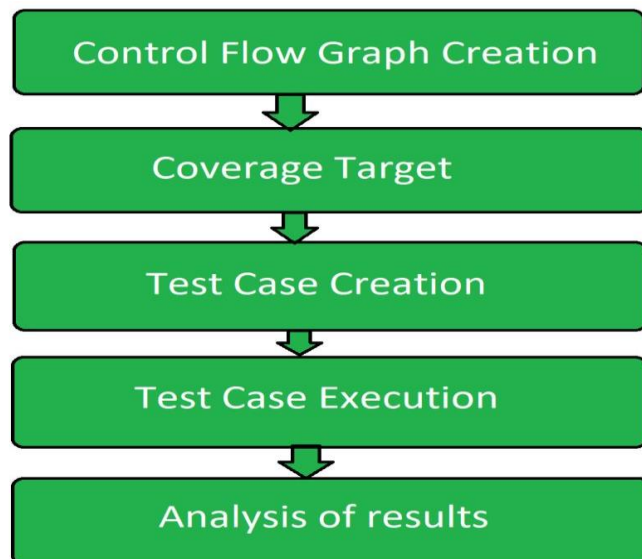 Control Flow Graph Creation
Coverage Target
Test Case Creation
Test Case Execution
Analysis of results